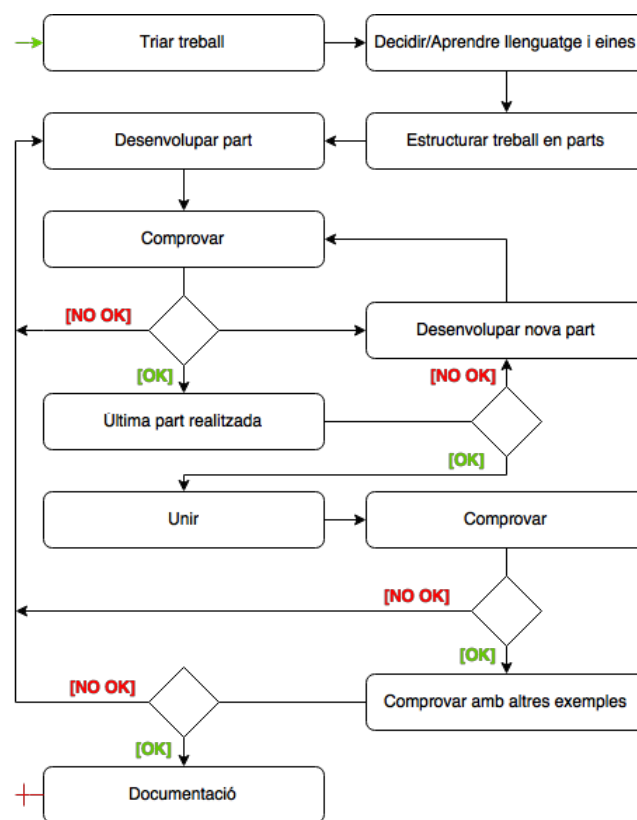 Triar treball
Decidir/Aprendre llenguatge i eines
Desenvolupar part
Estructurar treball en parts
Comprovar
[NO OK]
Desenvolupar nova part
[OK]
[NO OK]
Última part realitzada
[OK]
Unir
Comprovar
[NO OK]
[OK]
[NO OK]
Comprovar amb altres exemples
[OK]
Documentació